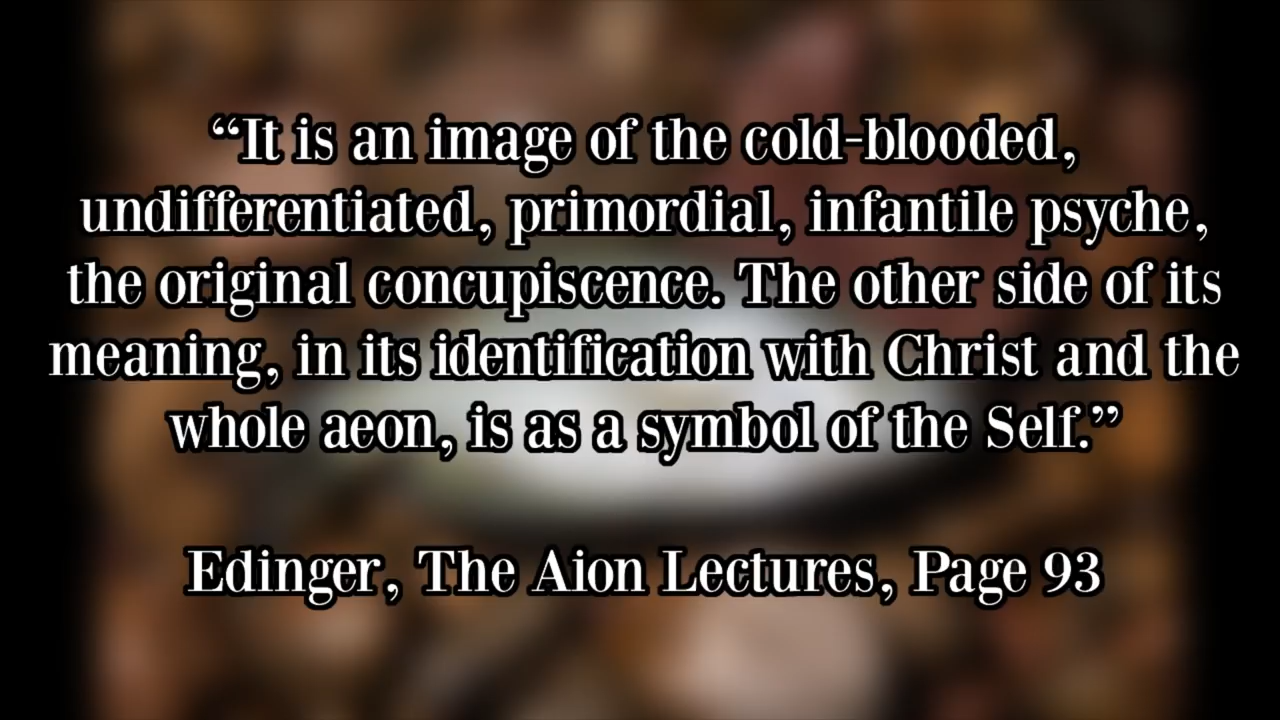 “It is an image of the cold-blooded,
undifferentiated, primordial, infantile psyche,
the original concupiscence. The other side of its
meaning, in its identification with Christ and the
whole aeon, is as a symbol of the Self.”
Edinger, The Aion Lectures, Page 93